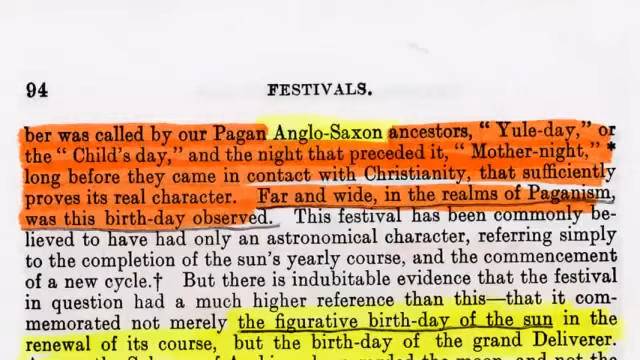 94
FESTIVALS.
ber was called by our Pagan Anglo-Saxon ancestors, “ Yule-day,” or
the “ Child's day,” and the night that preceded it, “ Mother-night,” *
long before they came in contact with Christianity, that sufficiently
proves its real character. Far and wide, in the realms of Paganism,
was this birth-day observed. This festival has been commonly be-
lieved to have had only an astronomical character, referring simply
to the completion of the sun's yearly course, and the commencement
of a new cycle.† But there is indubitable evidence that the festival
in question had a much higher reference than this—that it com-
memorated not merely the figurative birth-day of the sun in the
renewal of its course, but the birth-day of the grand Deliverer.